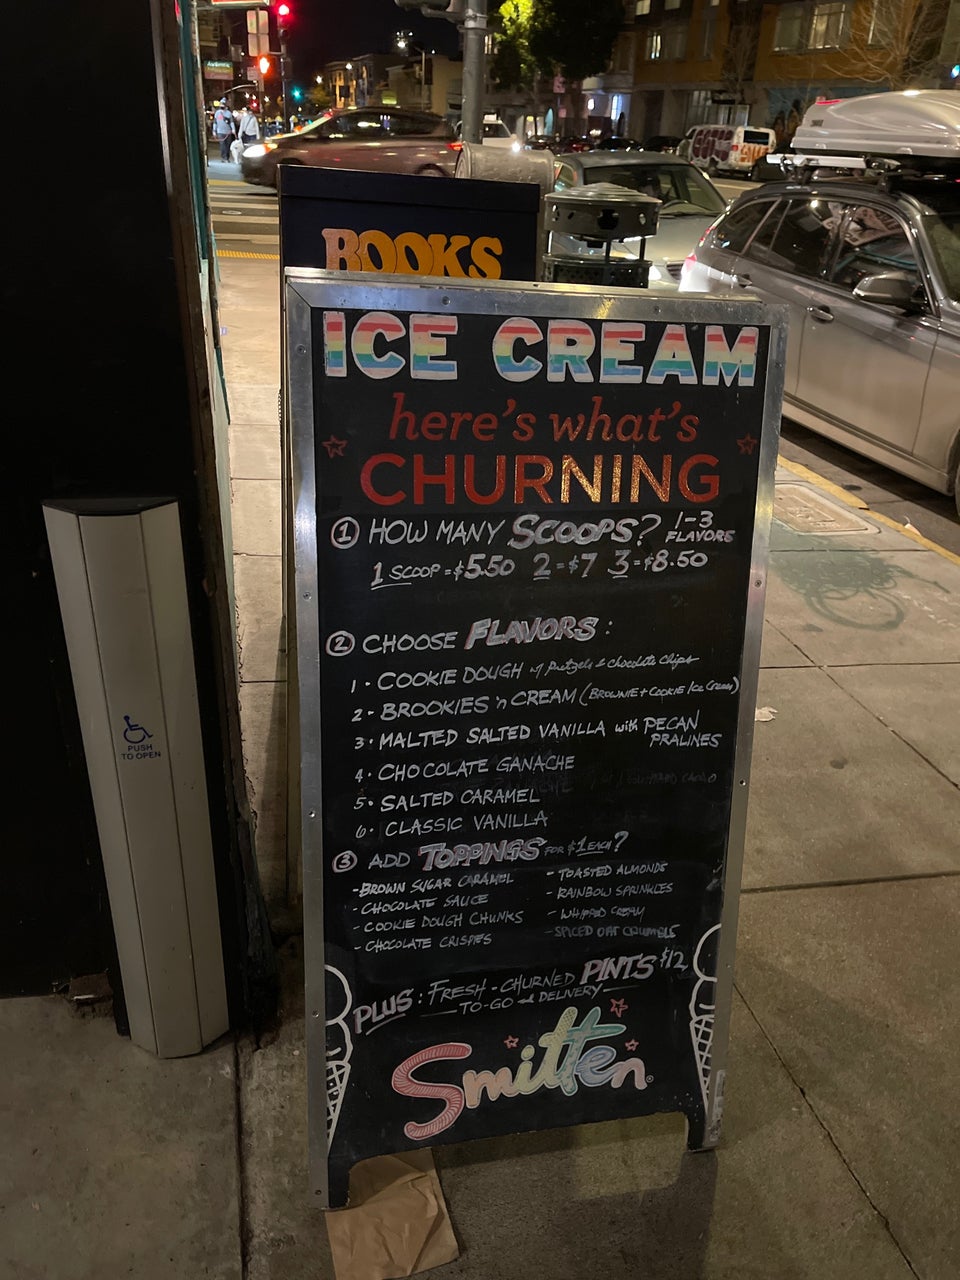 BOOKS
ICE CREAM
here's what's
CHURNING
① HOW MANY SCOOPS? 1-3 FLAVORS
1 SCOOP = $5.50 2 = $7 3 = $8.50
② CHOOSE FLAVORS:
1 · COOKIE DOUGH w/ Pretzels & Chocolate Chips
2 - BROOKIES 'n CREAM (BROWNIE + COOKIE / Ice Cream)
3 · MALTED SALTED VANILLA with PECAN
PRALINES
4 · CHOCOLATE GANACHE
5 · SALTED CARAMEL
6 · CLASSIC VANILLA
③ ADD TOPPINGS FOR $1 EACH?
- BROWN SUGAR CARAMEL
- CHOCOLATE SAUCE
- COOKIE DOUGH CHUNKS
- CHOCOLATE CRISPIES
- TOASTED ALMONDS
- RAINBOW SPRINKLES
- WHIPPED CREAM
- SPICED OAT CRUMBLS
PLUS: FRESH-CHURNED PINTS $12
TO-GO DELIVERY
Smitten®
PUSH
TO OPEN